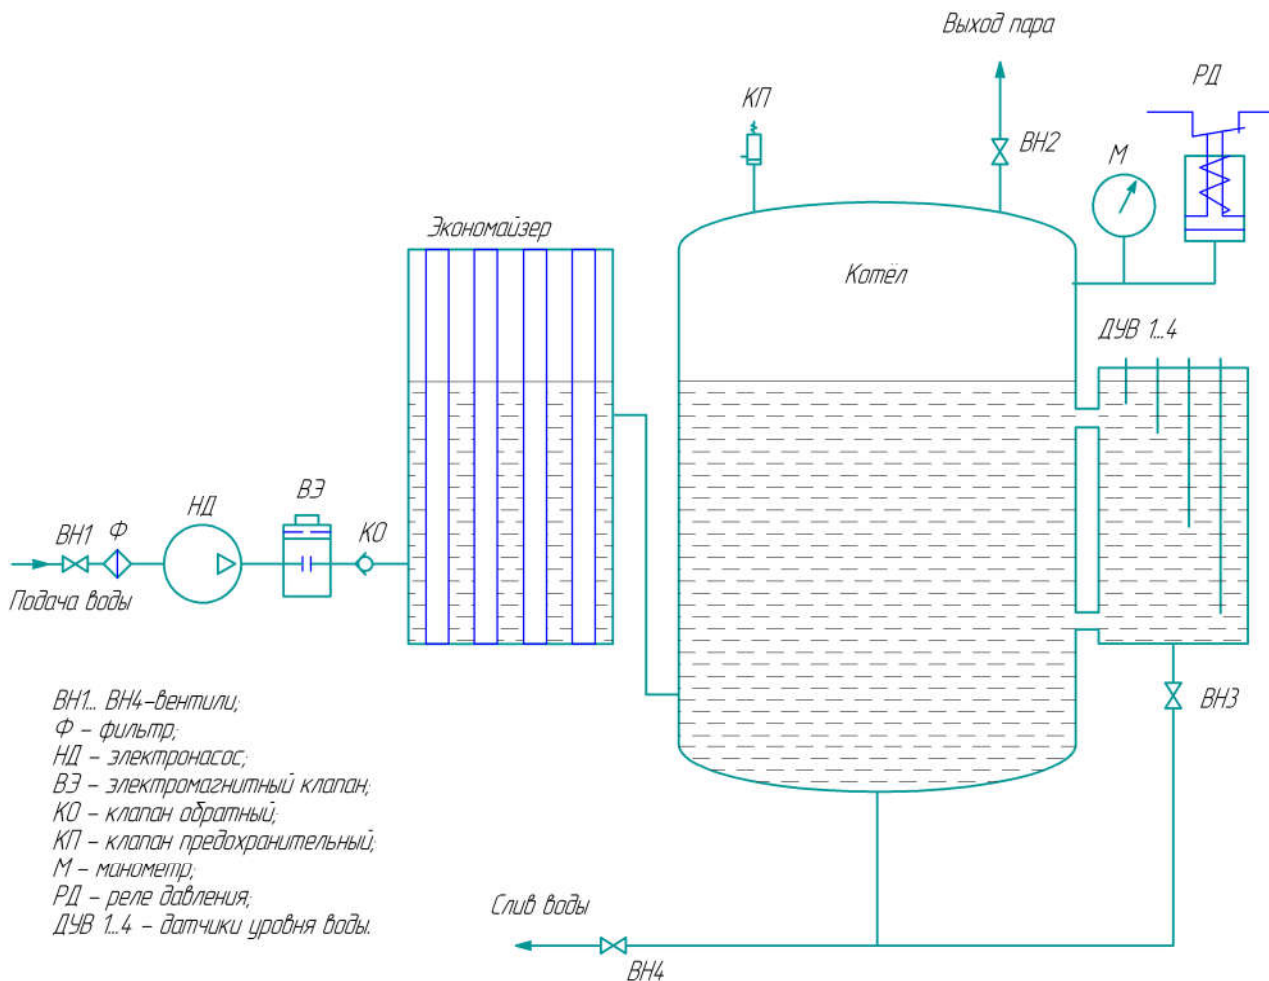 Выход пара
КП
РД
ВН2
М
Экономайзер
Котёл
ДУВ 1...4
ВЭ
НД
КО
ВН1
Ф
Подача воды
ВН3
ВН1... ВН4-вентили;
Ф - фильтр;
НД - электронасос;
ВЭ - электромагнитный клапан;
КО - клапан обратный;
КП - клапан предохранительный;
М - манометр;
РД - реле давления;
ДУВ 1...4 - датчики уровня воды.
Слив воды
ВН4